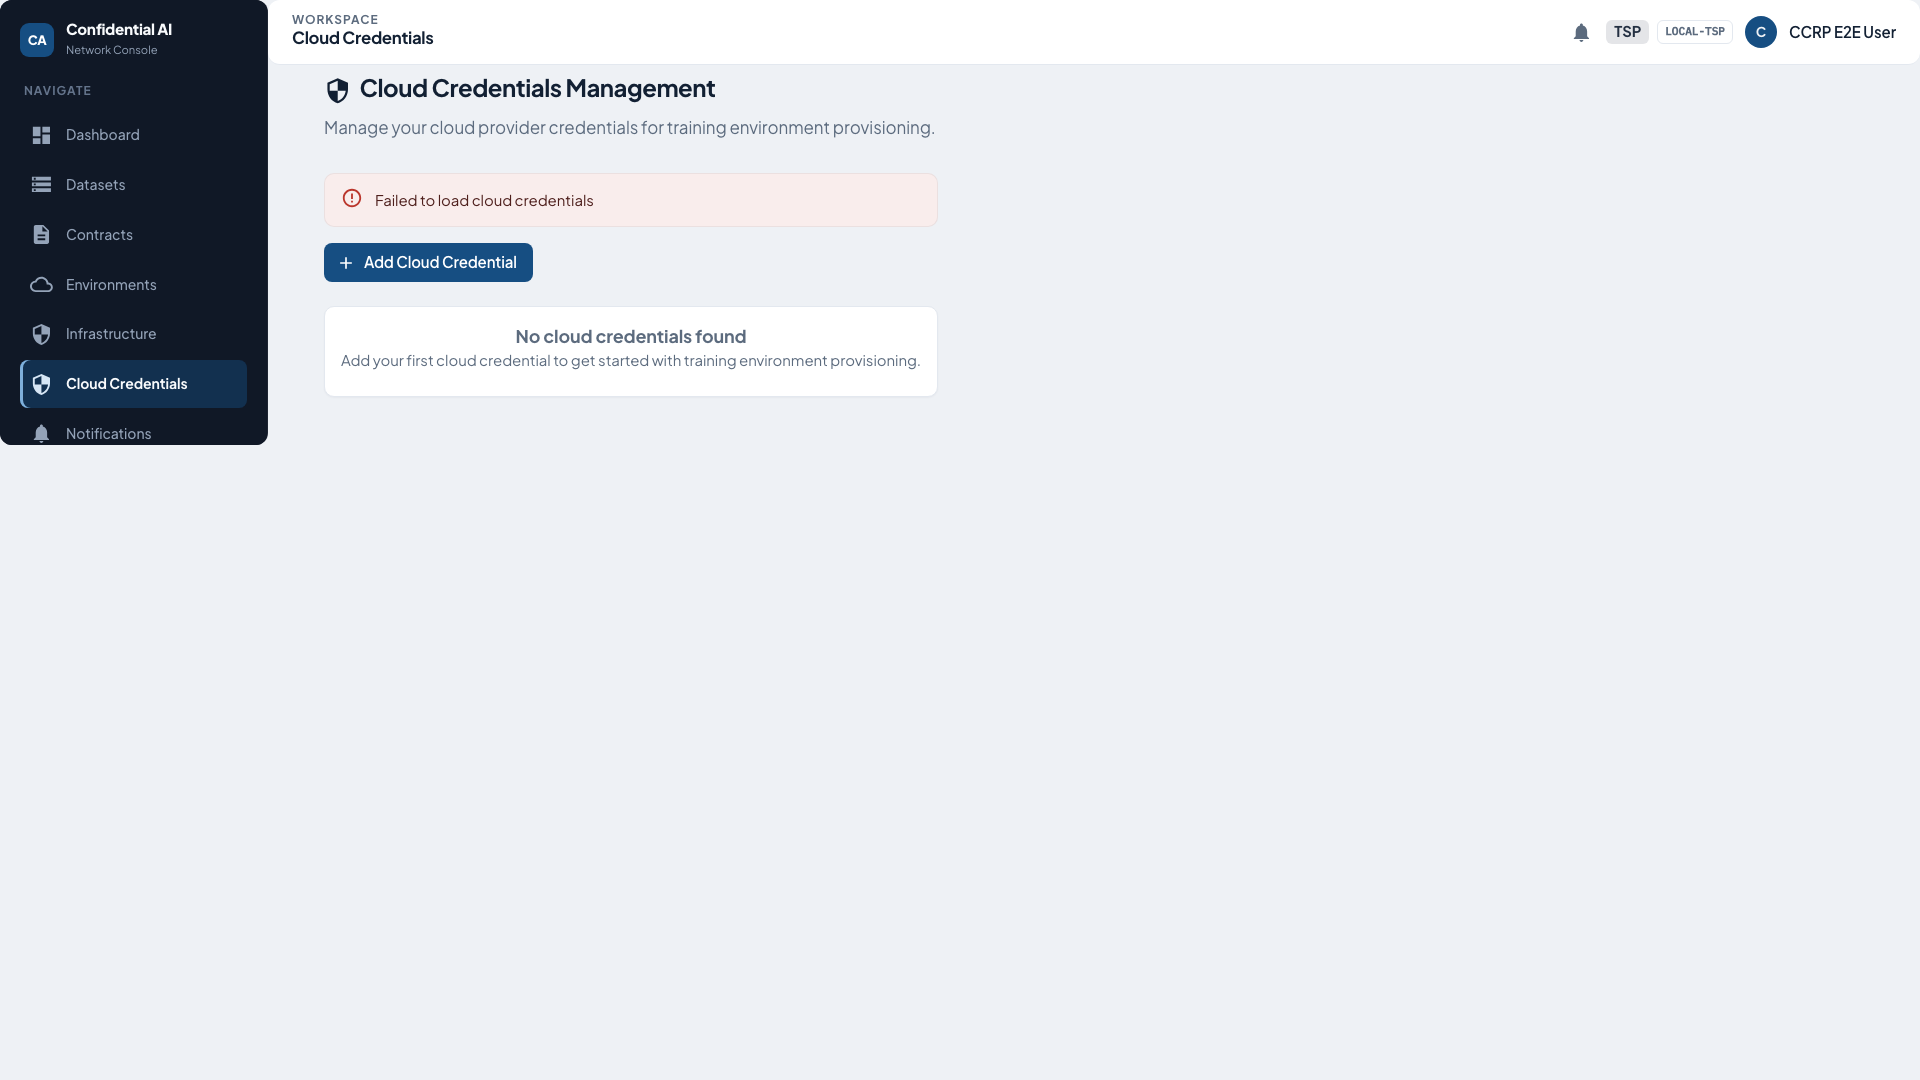 CA
Confidential AI
Network Console
NAVIGATE
Dashboard
Datasets
Contracts
Environments
Infrastructure
Cloud Credentials
Notifications
WORKSPACE
Cloud Credentials
TSP
LOCAL-TSP
C
CCRP E2E User
Cloud Credentials Management
Manage your cloud provider credentials for training environment provisioning.
Failed to load cloud credentials
Add Cloud Credential
No cloud credentials found
Add your first cloud credential to get started with training environment provisioning.